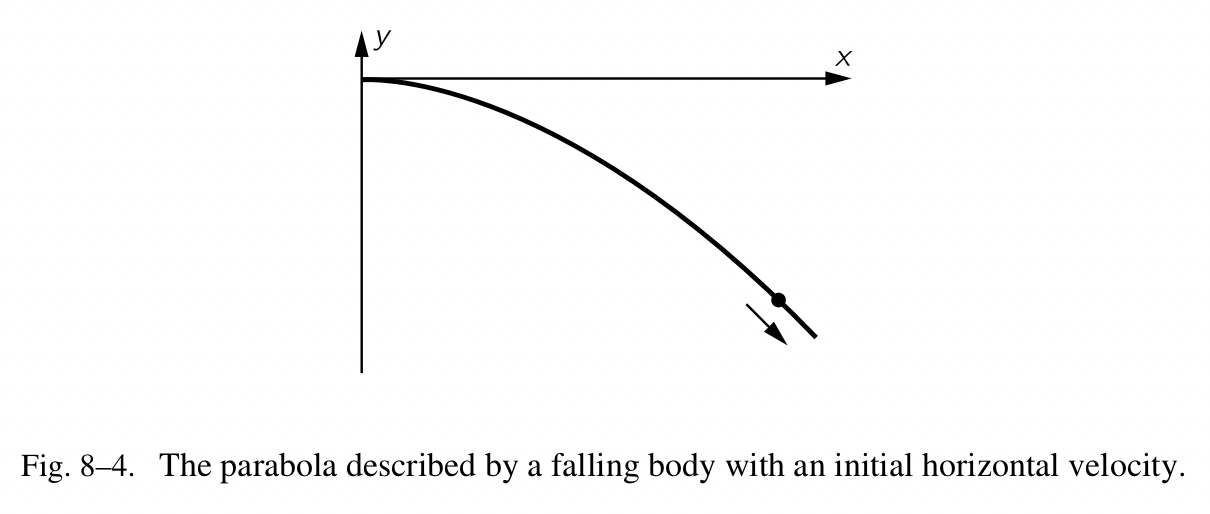 y
x
Fig. 8–4. The parabola described by a falling body with an initial horizontal velocity.